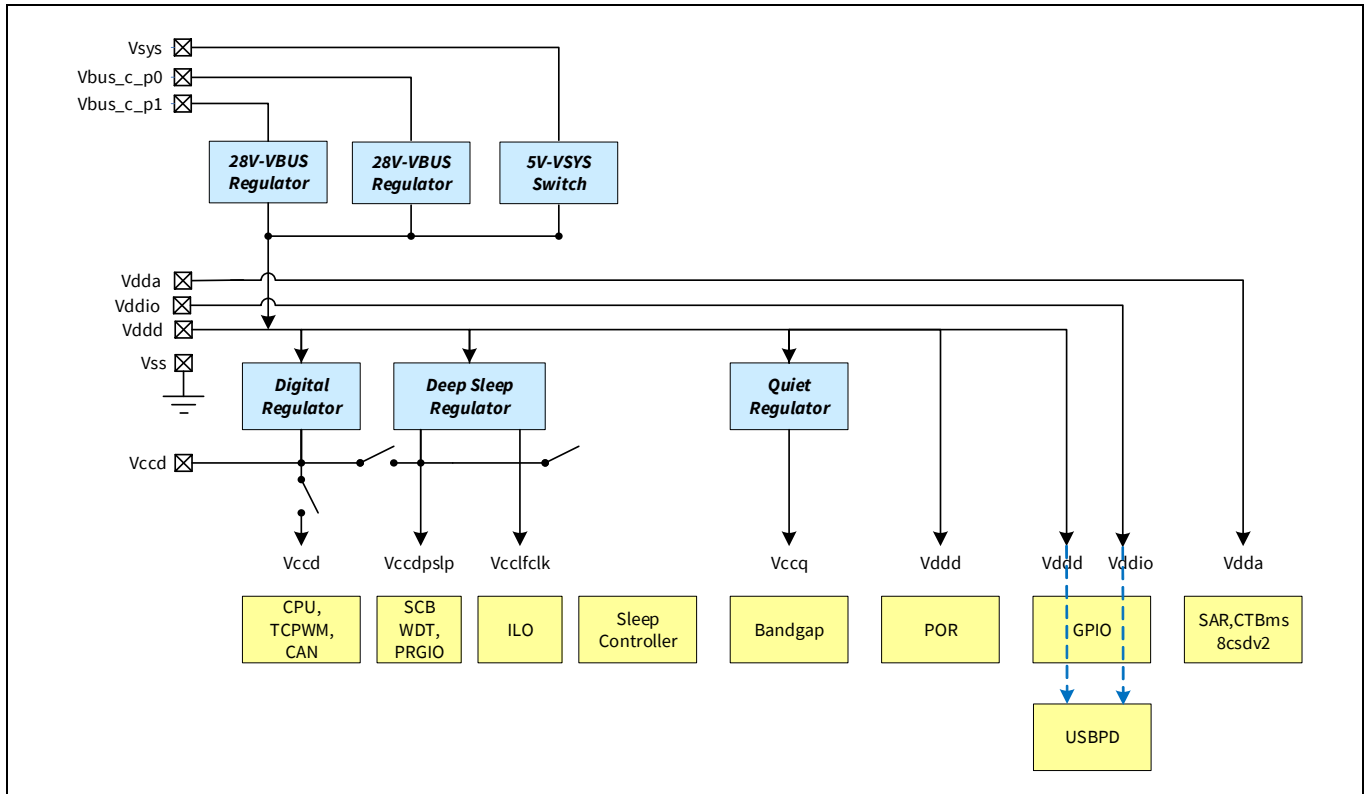 Vsys
Vbus_c_p0
Vbus_c_p1
28V-VBUS
Regulator
28V-VBUS
Regulator
5V-VSYS
Switch
Vdda
Vddio
Vddd
Vss
Digital
Regulator
Deep Sleep
Regulator
Quiet
Regulator
Vccd
Vccd
Vccdpslp
Vcclfclk
Vccq
Vddd
Vddd
Vddio
Vdda
CPU,
TCPWM,
CAN
SCB
WDT,
PRGIO
ILO
Sleep
Controller
Bandgap
POR
GPIO
SAR,CTBms
8csdv2
USBPD